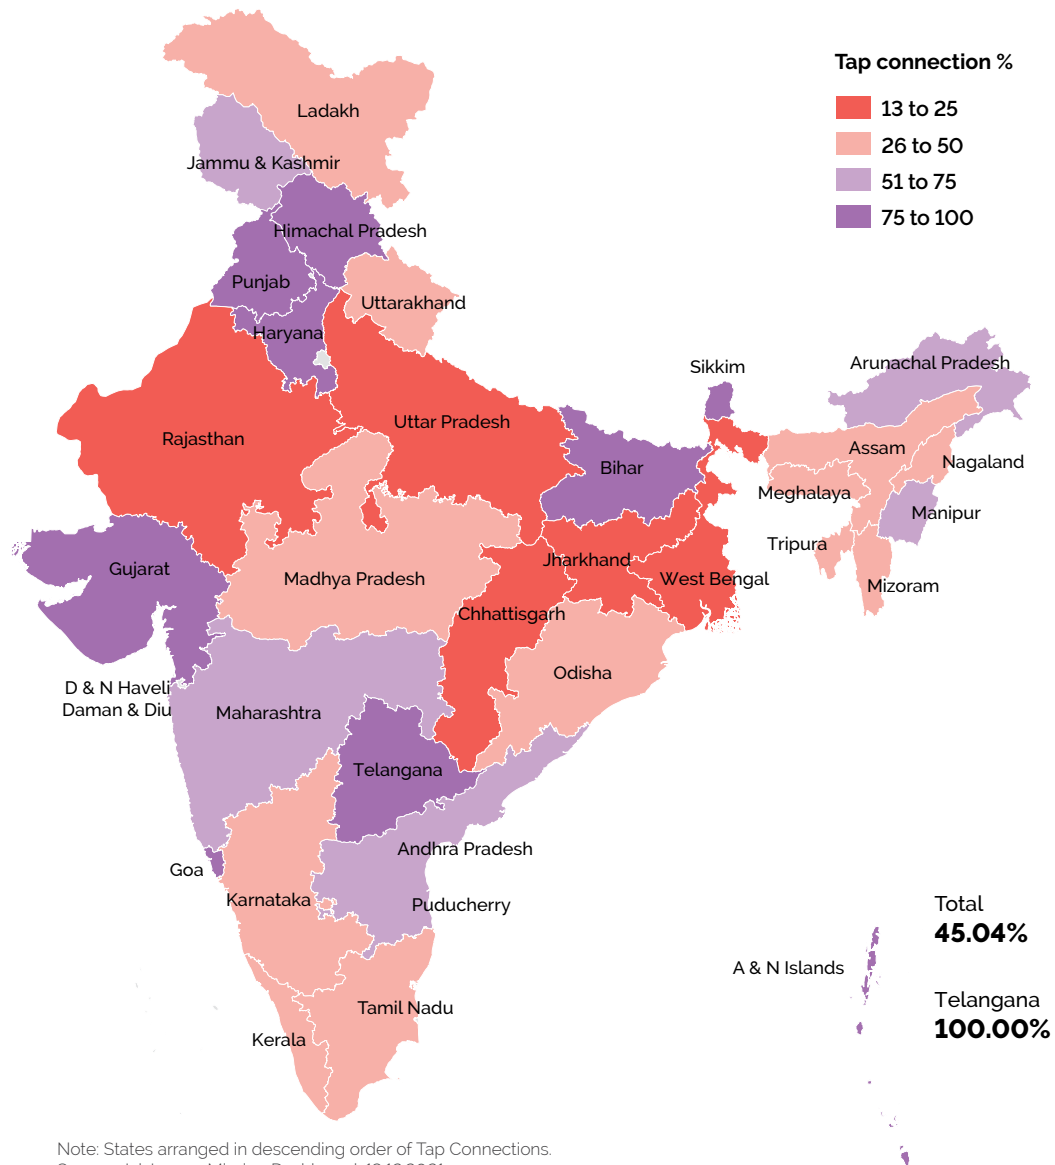 Tap connection %
13 to 25
26 to 50
51 to 75
75 to 100
Ladakh
Jammu & Kashmir
Himachal Pradesh
Punjab
Uttarakhand
Haryana
Arunachal Pradesh
Sikkim
Uttar Pradesh
Rajasthan
Assam
Nagaland
Bihar
Meghalaya
Manipur
Tripura
Jharkhand
Gujarat
Madhya Pradesh
West Bengal
Mizoram
Chhattisgarh
Odisha
D & N Haveli
Daman & Diu
Maharashtra
Telangana
Andhra Pradesh
Goa
Karnataka
Puducherry
Total
45.04%
A & N Islands
Telangana
100.00%
Tamil Nadu
Kerala
Note: States arranged in descending order of Tap Connections.